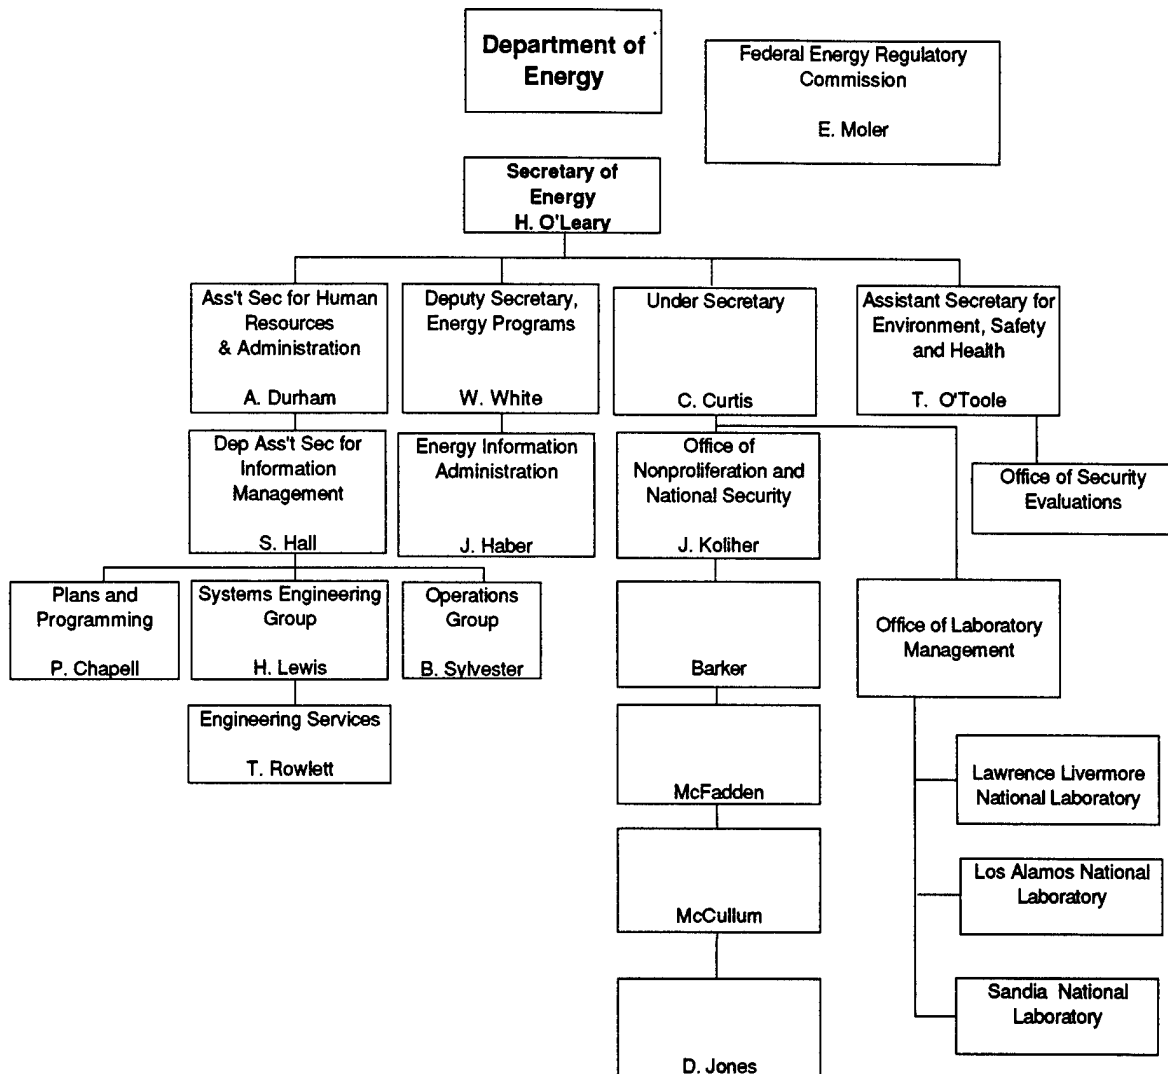 Department of
Energy
Federal Energy Regulatory
Commission
E. Moler
Secretary of
Energy
H. O'Leary
Ass't Sec for Human
Resources
& Administration
A. Durham
Deputy Secretary,
Energy Programs
W. White
Under Secretary
C. Curtis
Assistant Secretary for
Environment, Safety
and Health
T. O'Toole
Dep Ass't Sec for
Information
Management
S. Hall
Energy Information
Administration
J. Haber
Office of
Nonproliferation and
National Security
J. Koliher
Office of Security
Evaluations
Plans and
Programming
P. Chapell
Systems Engineering
Group
H. Lewis
Operations
Group
B. Sylvester
Barker
Office of Laboratory
Management
Engineering Services
T. Rowlett
McFadden
Lawrence Livermore
National Laboratory
McCullum
Los Alamos National
Laboratory
D. Jones
Sandia National
Laboratory